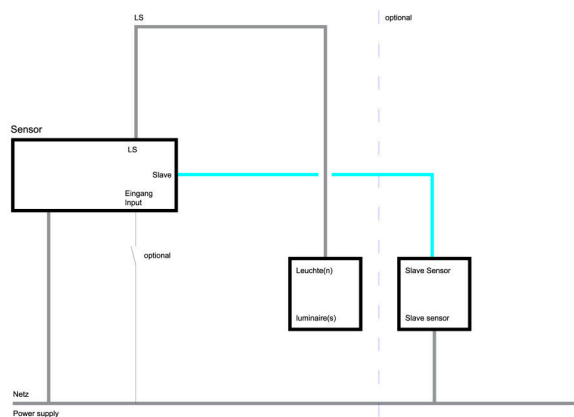 LS
optional
Sensor
LS
Slave
Eingang
Input
optional
Leuchte(n)
luminaire(s)
Slave Sensor
Slave sensor
Netz
Power supply